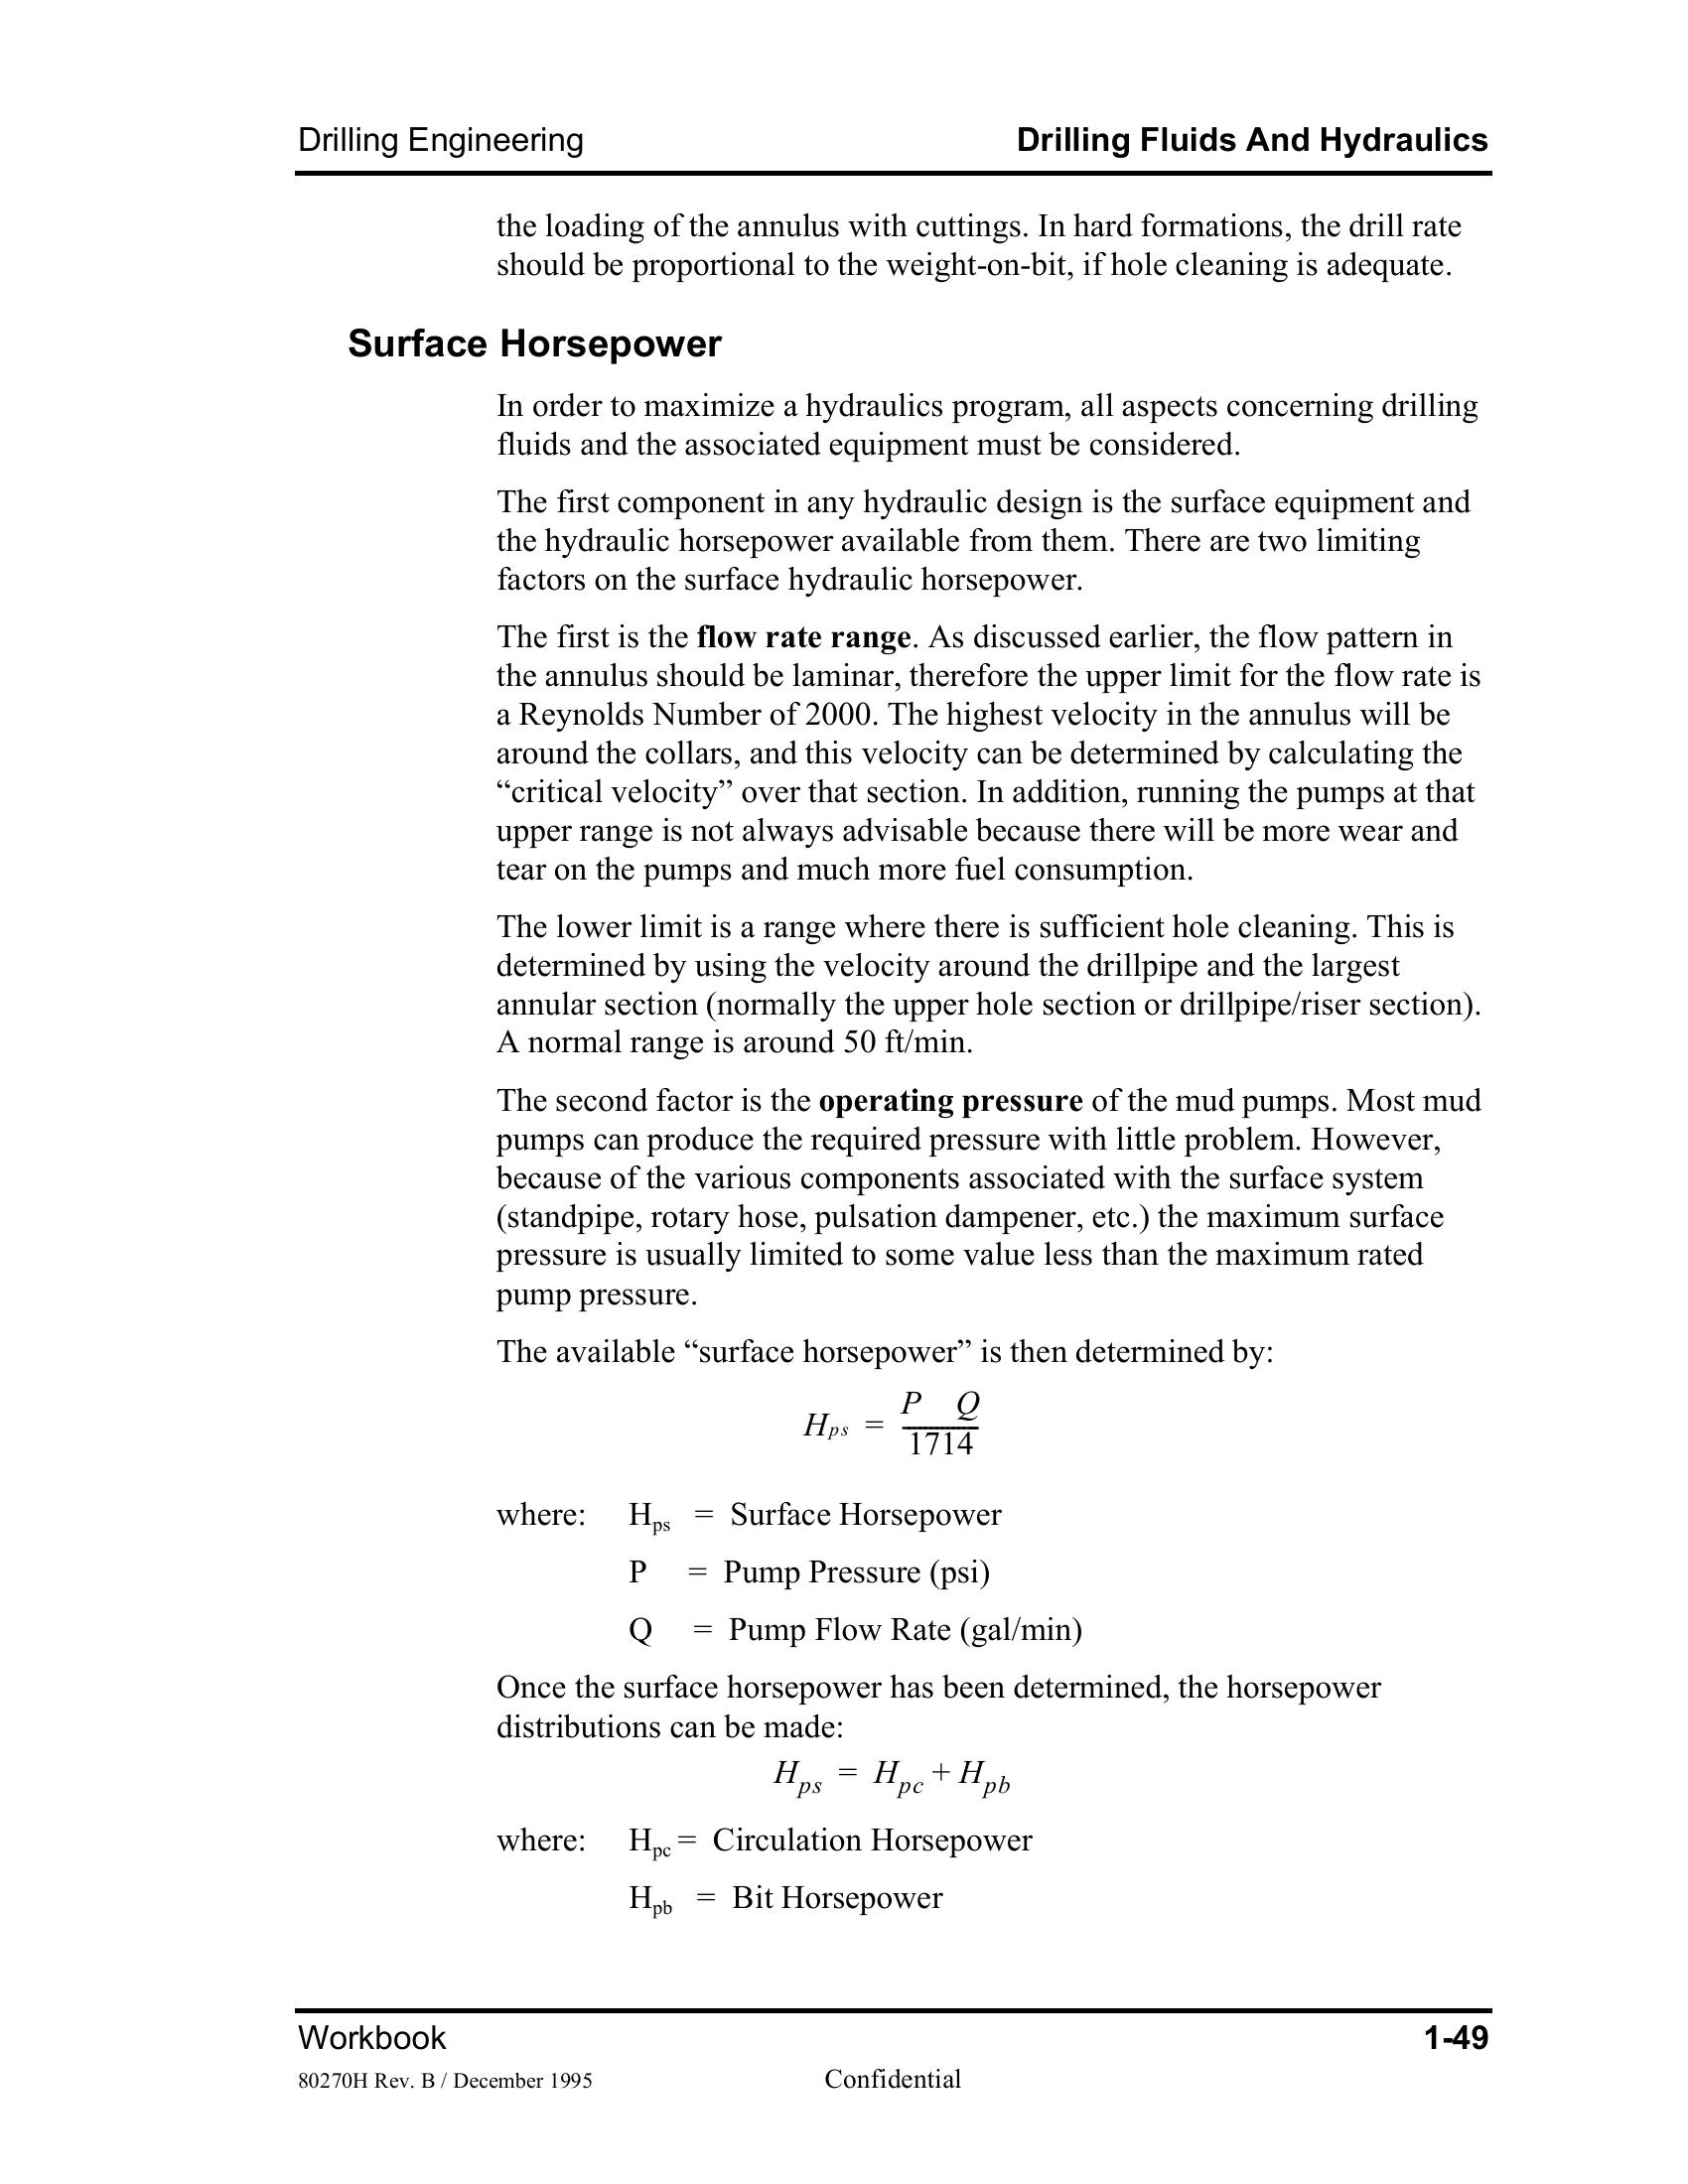 Drilling Engineering Drilling Fluids And Hydraulics
the loading of the annulus with cuttings. In hard formations, the drill rate
should be proportional to the weight-on-bit, if hole cleaning is adequate.
Surface Horsepower
In order to maximize a hydraulics program, all aspects concerning drilling
fluids and the associated equipment must be considered.
The first component in any hydraulic design is the surface equipment and
the hydraulic horsepower available from them. There are two limiting
factors on the surface hydraulic horsepower.
The first is the flow rate range. As discussed earlier, the flow pattern in
the annulus should be laminar, therefore the upper limit for the flow rate is
a Reynolds Number of 2000. The highest velocity in the annulus will be
around the collars, and this velocity can be determined by calculating the
“critical velocity” over that section. In addition, running the pumps at that
upper range is not always advisable because there will be more wear and
tear on the pumps and much more fuel consumption.
The lower limit is a range where there is sufficient hole cleaning. This is
determined by using the velocity around the drillpipe and the largest
annular section (normally the upper hole section or drillpipe/riser section).
A normal range is around 50 ft/min.
The second factor is the operating pressure of the mud pumps. Most mud
pumps can produce the required pressure with little problem. However,
because of the various components associated with the surface system
(standpipe, rotary hose, pulsation dampener, etc.) the maximum surface
pressure is usually limited to some value less than the maximum rated
pump pressure.
The available “surface horsepower” is then determined by:
P Q
Hps =
1714
where: Hps = Surface Horsepower
P = Pump Pressure (psi)
Q = Pump Flow Rate (gal/min)
Once the surface horsepower has been determined, the horsepower
distributions can be made:
Hps = Hpc + Hpb
where: Hpc = Circulation Horsepower
Hpb = Bit Horsepower
Workbook 1-49
80270H Rev. B / December 1995 Confidential